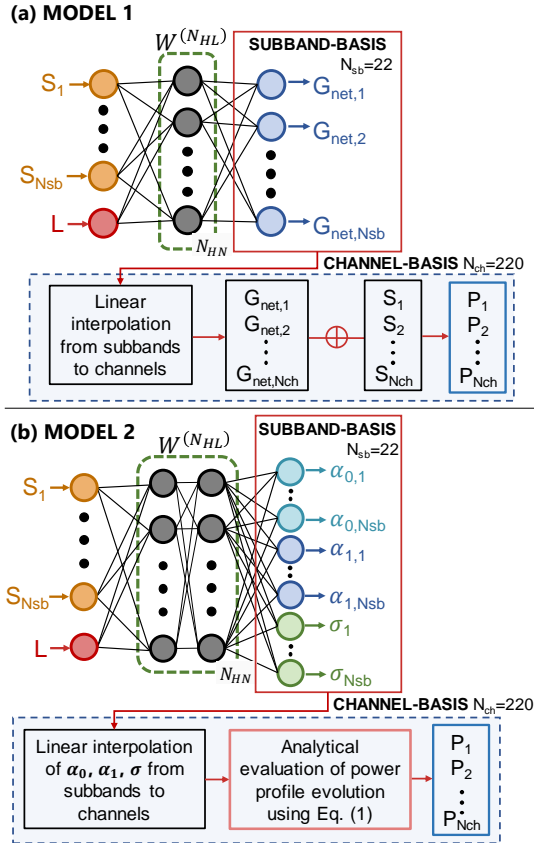 (a) MODEL 1
W^(N_HL)
SUBBAND-BASIS
N_sb=22
S_1
S_Nsb
L
G_net,1
G_net,2
G_net,Nsb
N_HN
CHANNEL-BASIS N_ch=220
Linear
interpolation
from subbands
to channels
G_net,1
G_net,2
G_net,Nch
S_1
S_2
S_Nch
P_1
P_2
P_Nch
(b) MODEL 2
W^(N_HL)
SUBBAND-BASIS
N_sb=22
S_1
S_Nsb
L
α_0,1
α_0,Nsb
α_1,1
α_1,Nsb
σ_1
σ_Nsb
N_HN
CHANNEL-BASIS N_ch=220
Linear interpolation
of α_0, α_1, σ from
subbands to
channels
Analytical
evaluation of power
profile evolution
using Eq. (1)
P_1
P_2
P_Nch